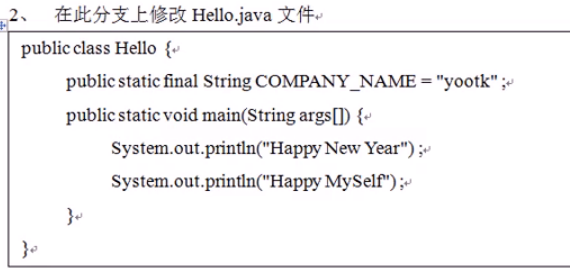 2、 在此分支上修改 Hello.java 文件
public class Hello {
public static final String COMPANY_NAME = "yootk" ;
public static void main(String args[]) {
System.out.println("Happy New Year") ;
System.out.println("Happy MySelf") ;
}
}